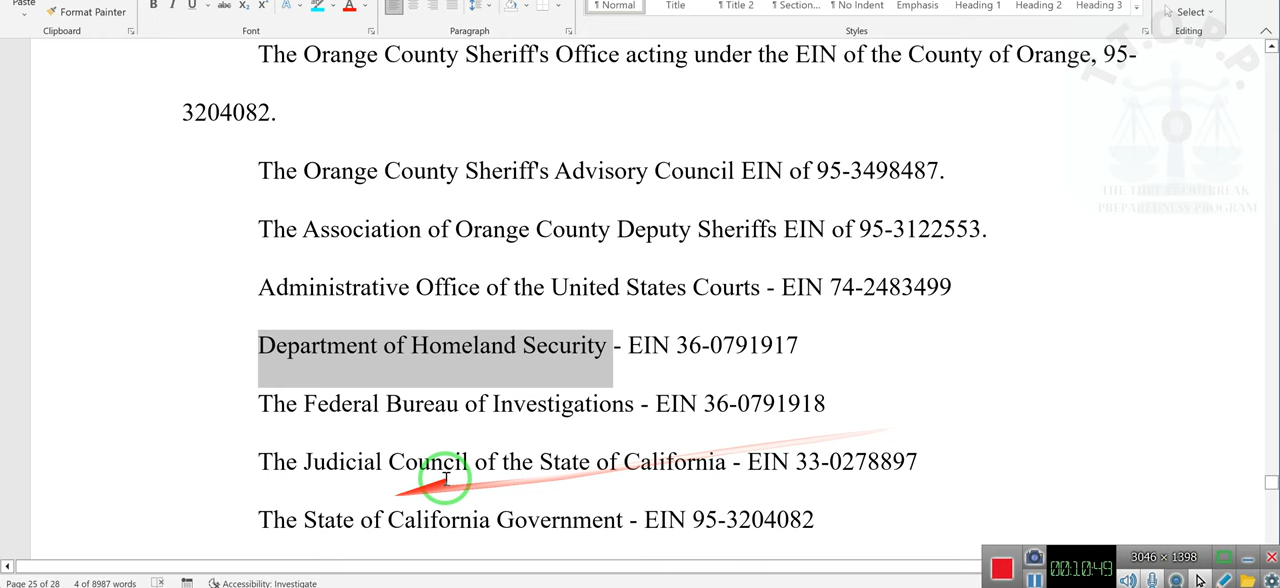 Paste
Format Painter
B I U abc X₂ X² A A
¶ Normal
Title
¶ Title 2
¶ Section...
¶ No Indent
Emphasis
Heading 1
Heading 2
Heading 3
Select
Clipboard
Font
Paragraph
Styles
Editing
T.T.O.P.P.
The Orange County Sheriff's Office acting under the EIN of the County of Orange, 95-
3204082.
The Orange County Sheriff's Advisory Council EIN of 95-3498487.
PREPAREDNESS PROGRAM
The Association of Orange County Deputy Sheriffs EIN of 95-3122553.
Administrative Office of the United States Courts - EIN 74-2483499
Department of Homeland Security - EIN 36-0791917
The Federal Bureau of Investigations - EIN 36-0791918
The Judicial Council of the State of California - EIN 33-0278897
The State of California Government - EIN 95-3204082
3046 × 1398
00:10:49
Page 25 of 28
4 of 8987 words
Accessibility: Investigate